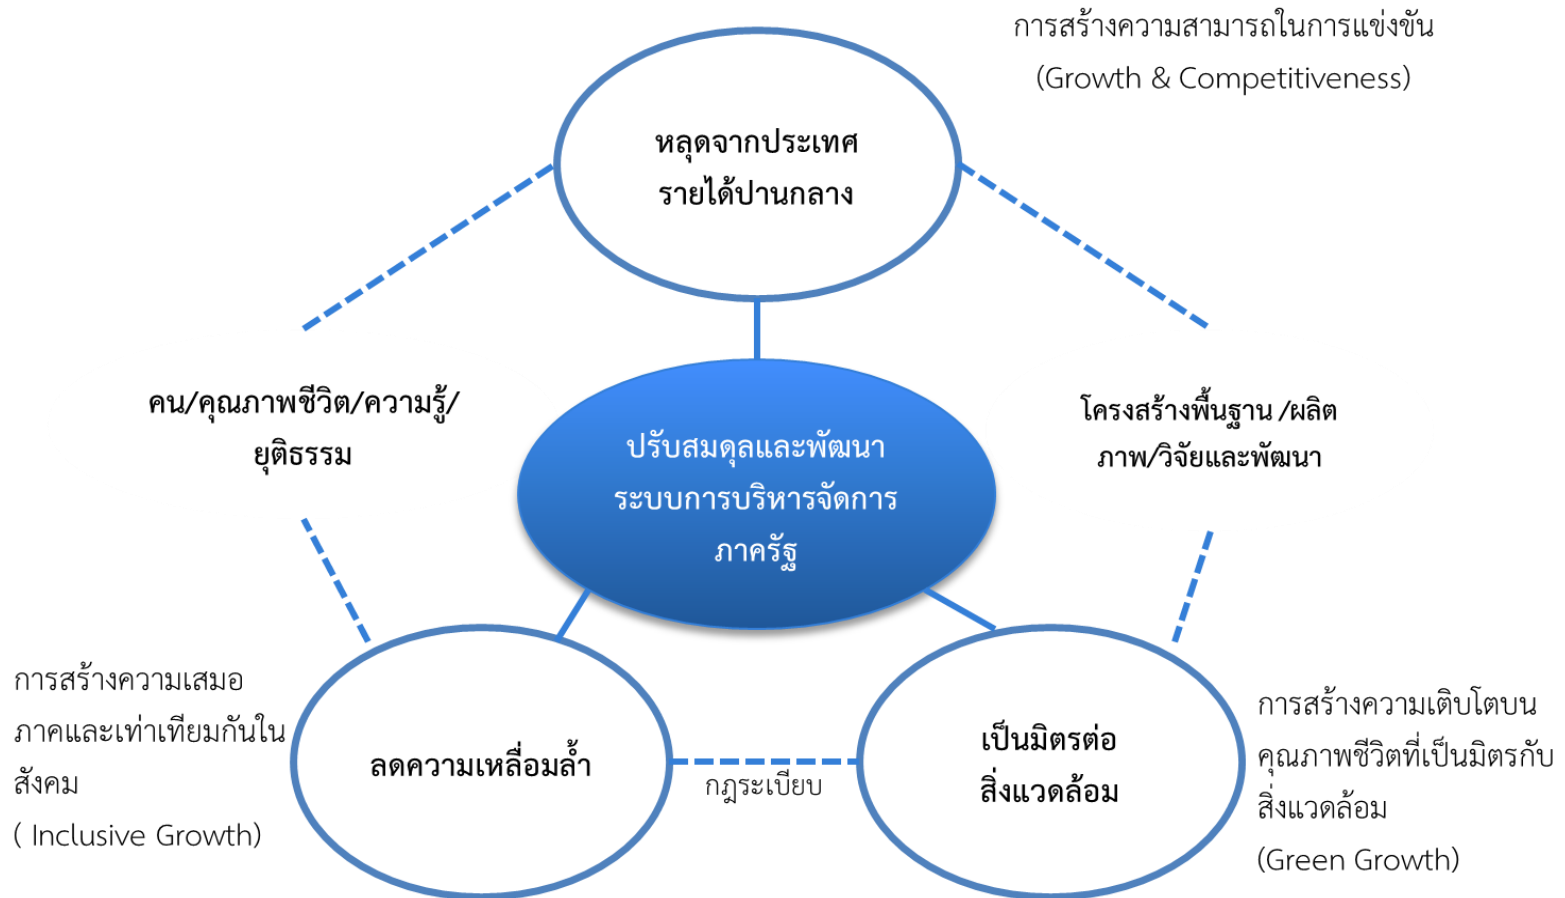 การสร้างความสามารถในการแข่งขัน
(Growth & Competitiveness)
หลุดจากประเทศ
รายได้ปานกลาง
คน/คุณภาพชีวิต/ความรู้/
ยุติธรรม
โครงสร้างพื้นฐาน /ผลิต
ภาพ/วิจัยและพัฒนา
ปรับสมดุลและพัฒนา
ระบบการบริหารจัดการ
ภาครัฐ
การสร้างความเสมอ
ภาคและเท่าเทียมกันใน
สังคม
( Inclusive Growth)
ลดความเหลื่อมล้ำ
กฎระเบียบ
เป็นมิตรต่อ
สิ่งแวดล้อม
การสร้างความเติบโตบน
คุณภาพชีวิตที่เป็นมิตรกับ
สิ่งแวดล้อม
(Green Growth)